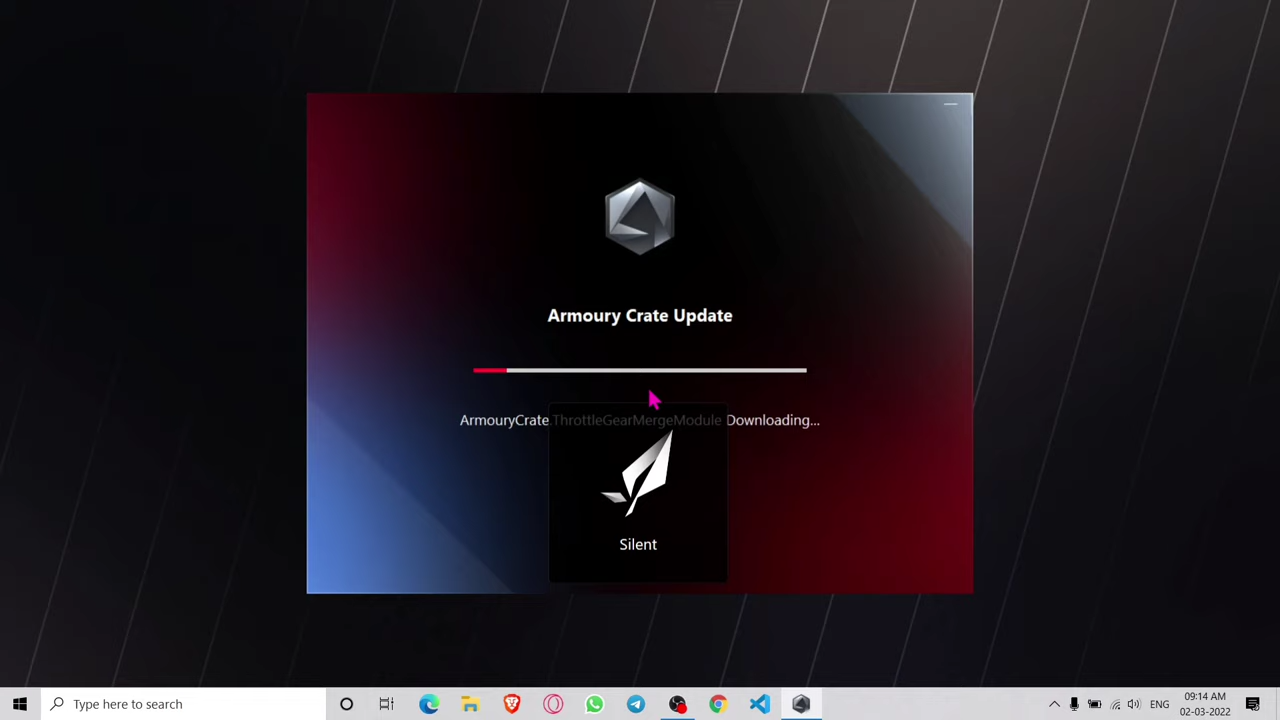 Armoury Crate Update
ArmouryCrate.ThrottleGearMergeModule Downloading...
Silent
Type here to search
ENG
09:14 AM
02-03-2022